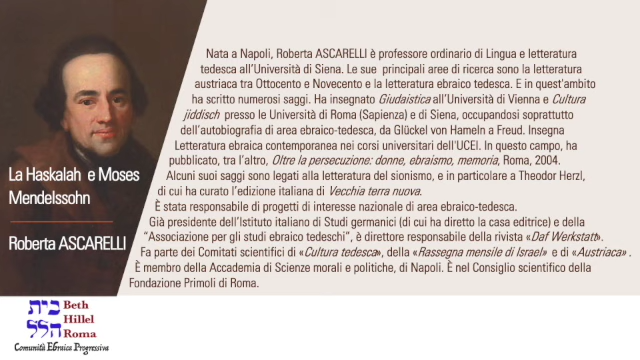 Nata a Napoli, Roberta ASCARELLI è professore ordinario di Lingua e letteratura
tedesca all'Università di Siena. Le sue principali aree di ricerca sono la letteratura
austriaca tra Ottocento e Novecento e la letteratura ebraico tedesca. E in quest'ambito
ha scritto numerosi saggi. Ha insegnato Giudaistica all'Università di Vienna e Cultura
jiddisch presso le Università di Roma (Sapienza) e di Siena, occupandosi soprattutto
dell'autobiografia di area ebraico-tedesca, da Glückel von Hameln a Freud. Insegna
Letteratura ebraica contemporanea nei corsi universitari dell'UCEI. In questo campo, ha
pubblicato, tra l'altro, Oltre la persecuzione: donne, ebraismo, memoria, Roma, 2004.
Alcuni suoi saggi sono legati alla letteratura del sionismo, e in particolare a Theodor Herzl,
di cui ha curato l'edizione italiana di Vecchia terra nuova.
È stata responsabile di progetti di interesse nazionale di area ebraico-tedesca.
Già presidente dell'Istituto italiano di Studi germanici (di cui ha diretto la casa editrice) e della
"Associazione per gli studi ebraico tedeschi", è direttore responsabile della rivista «Daf Werkstatt».
Fa parte dei Comitati scientifici di «Cultura tedesca», della «Rassegna mensile di Israel» e di «Austriaca» .
È membro della Accademia di Scienze morali e politiche, di Napoli. È nel Consiglio scientifico della
Fondazione Primoli di Roma.
La Haskalah e Moses
Mendelssohn
Roberta ASCARELLI
בית Beth
הלל Hillel
Roma
Comunità Ebraica Progressiva